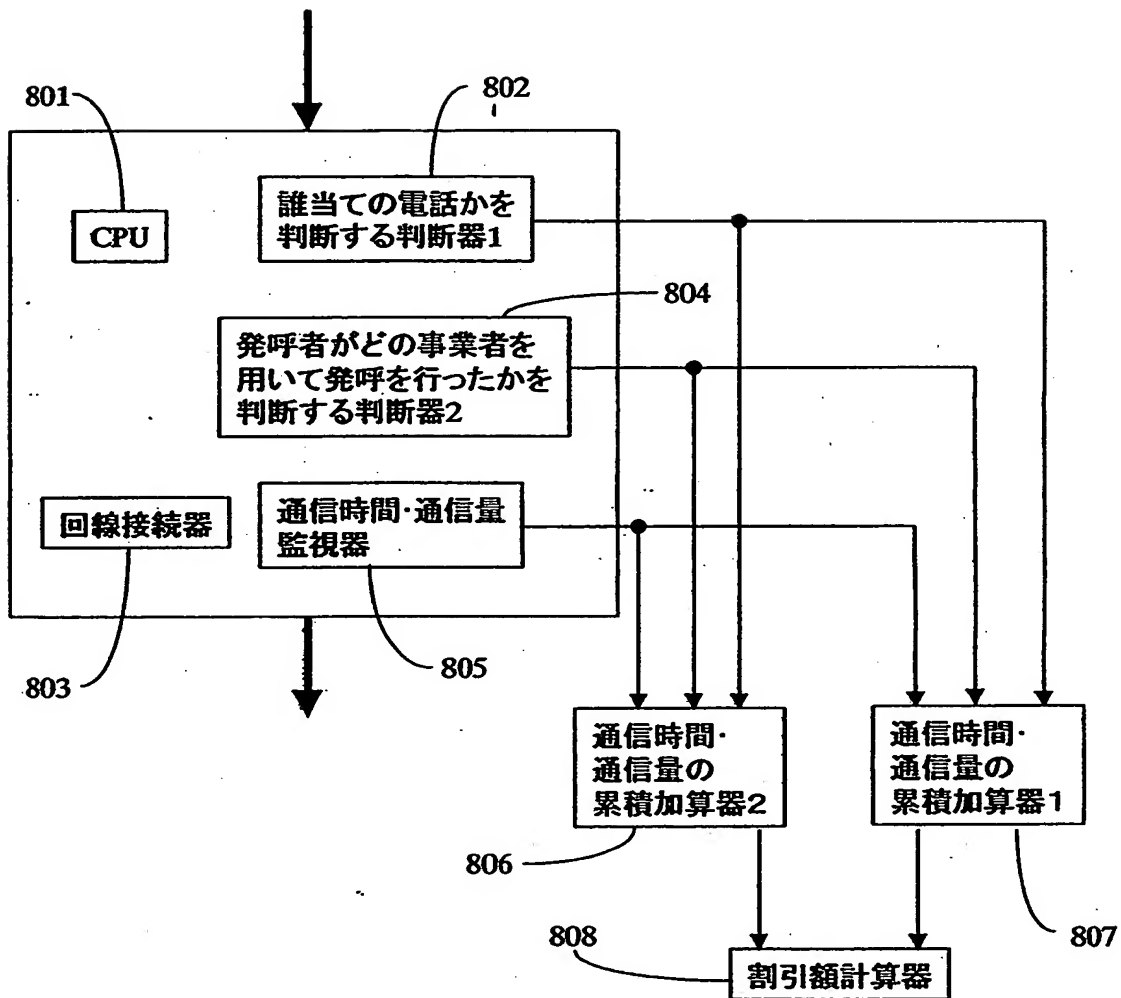 801
802
CPU
誰当ての電話かを
判断する判断器1
804
発呼者がどの事業者を
用いて発呼を行ったかを
判断する判断器2
回線接続器
通信時間・通信量
監視器
803
805
通信時間・
通信量の
累積加算器2
通信時間・
通信量の
累積加算器1
806
807
808
割引額計算器